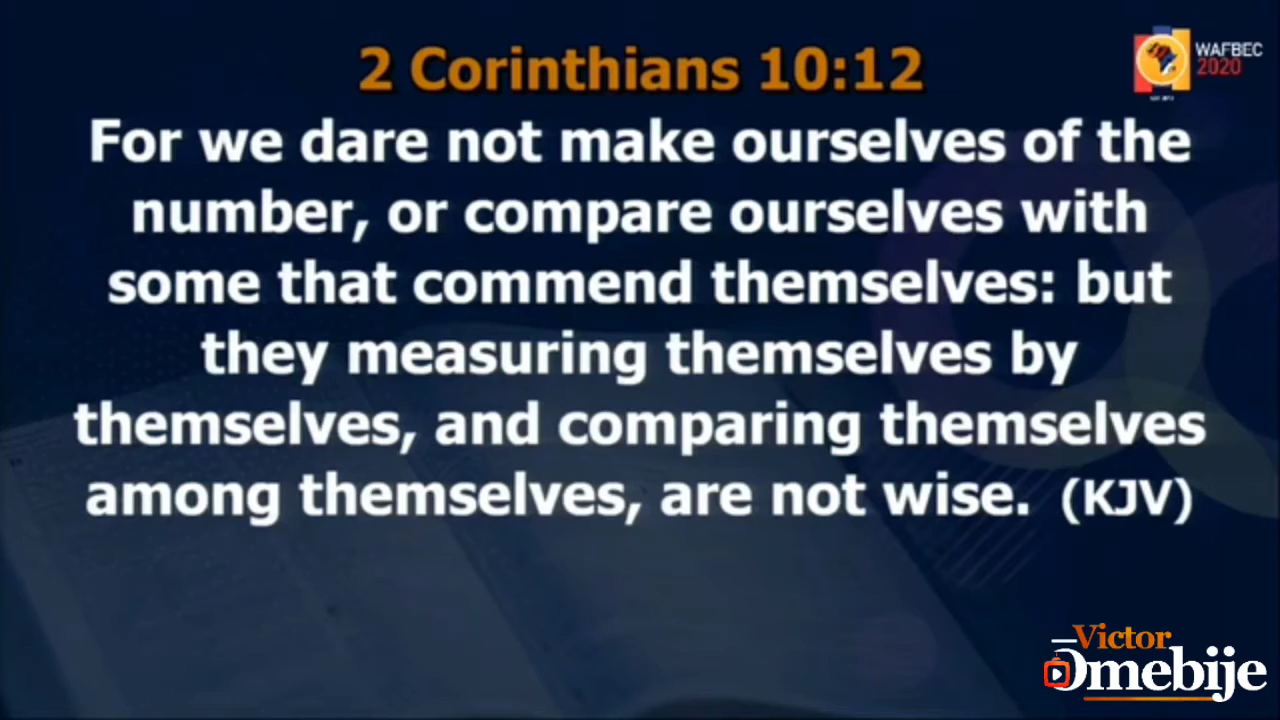 2 Corinthians 10:12
WAFBEC
2020
For we dare not make ourselves of the
number, or compare ourselves with
some that commend themselves: but
they measuring themselves by
themselves, and comparing themselves
among themselves, are not wise. (KJV)
Victor
Omebije